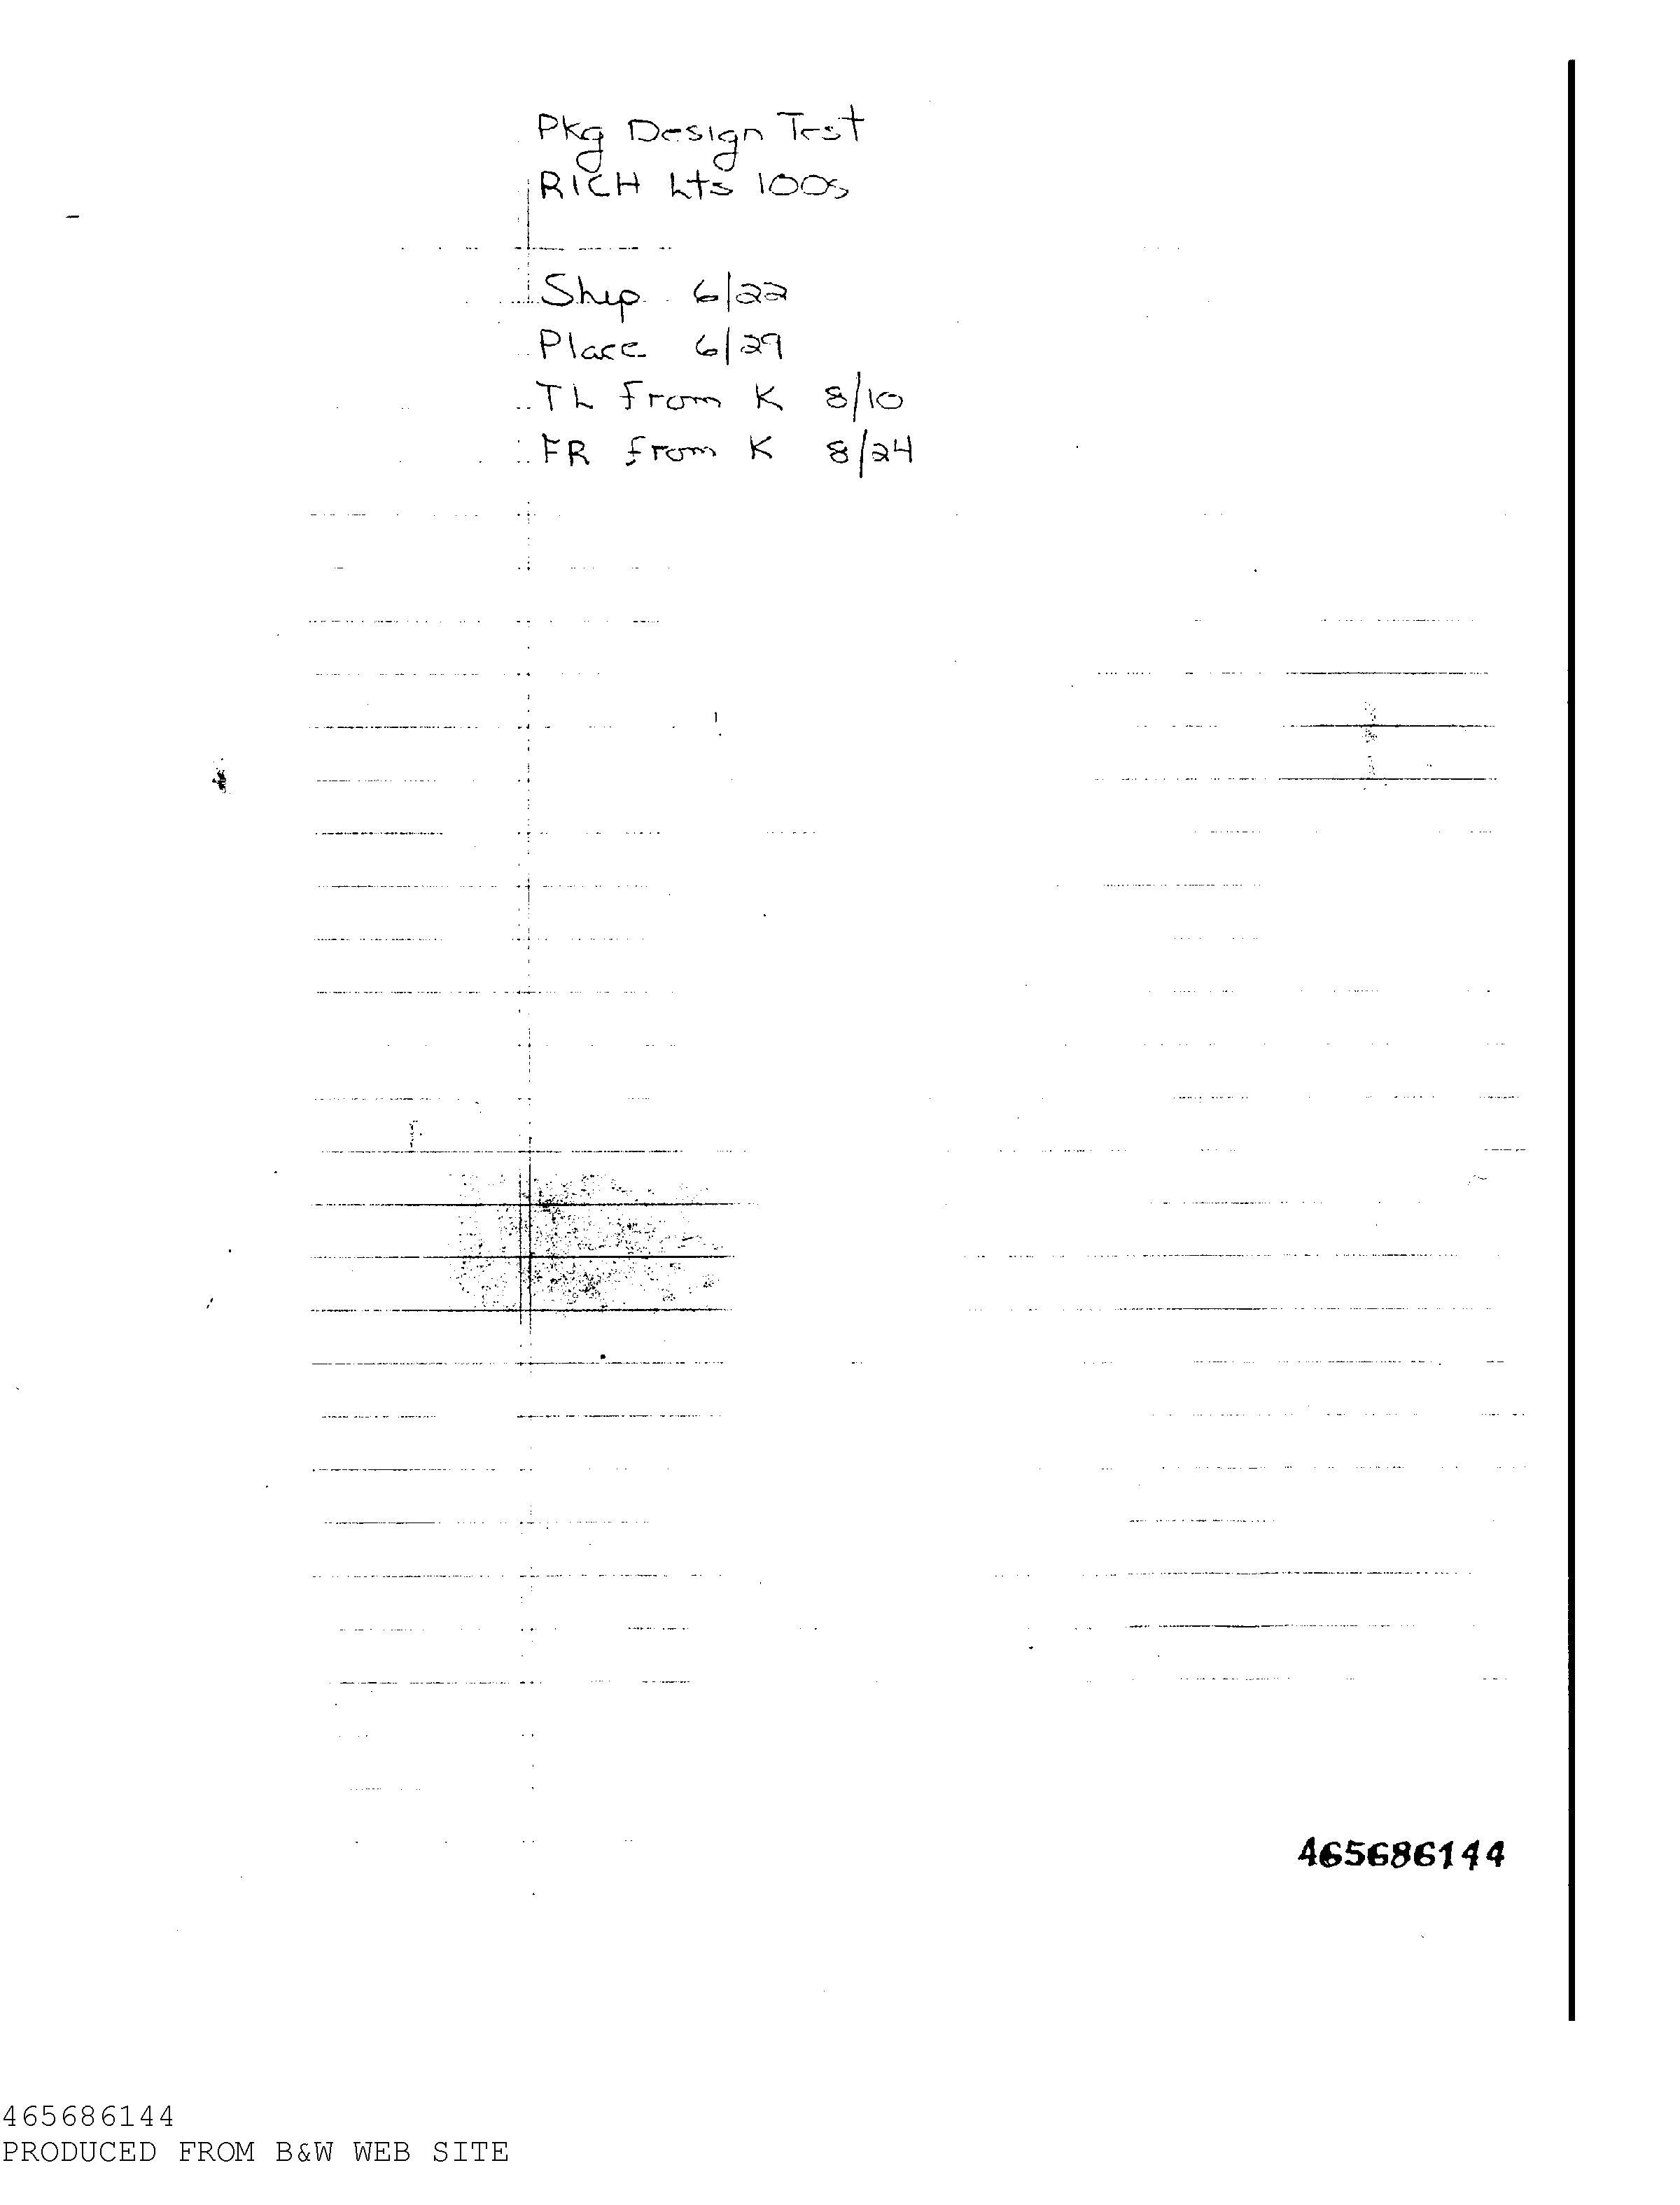 Pkg Design Test
RICH Lts 100s
Ship 6/22
Place 6/29
TL from K 8/10
FR from K 8/24
465686144
465686144
PRODUCED FROM B&W WEB SITE